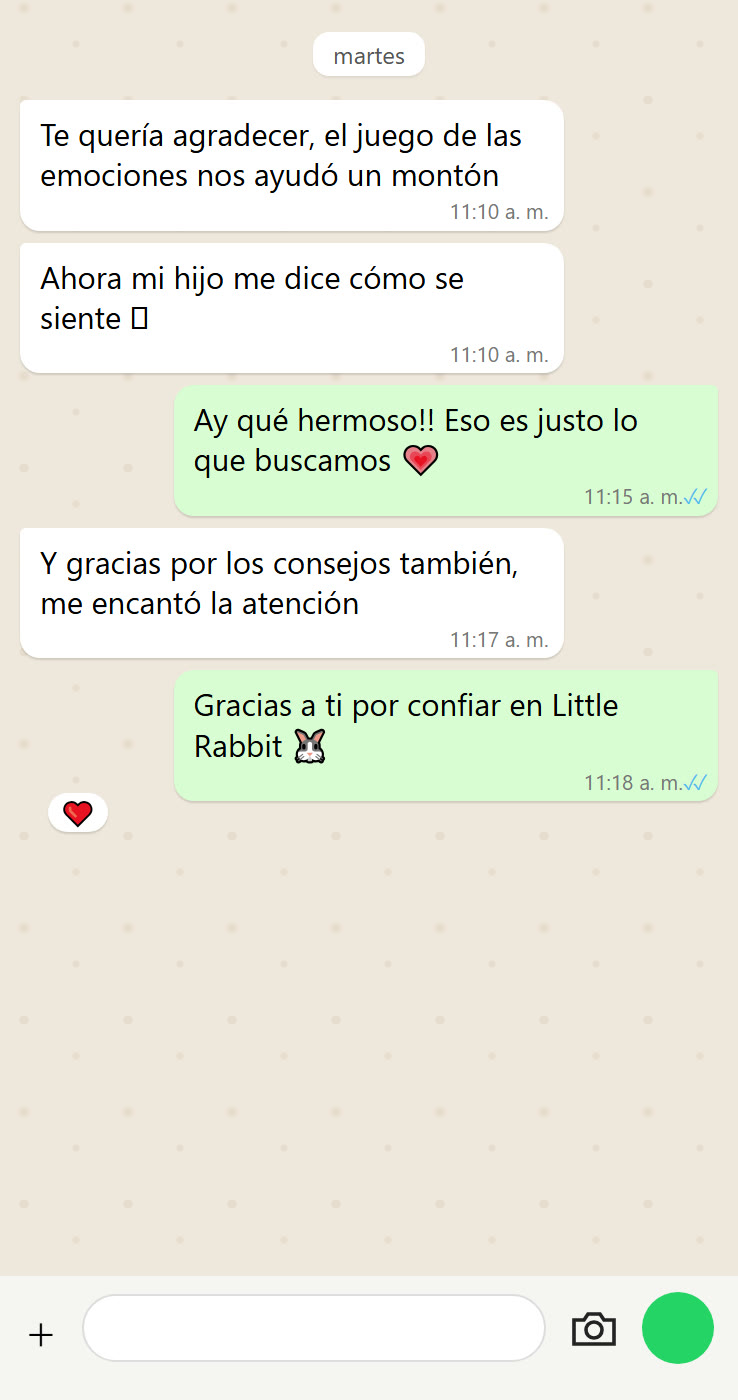 martes
Te quería agradecer, el juego de las
emociones nos ayudó un montón
11:10 a. m.
Ahora mi hijo me dice cómo se
siente
11:10 a. m.
Ay qué hermoso!! Eso es justo lo
que buscamos 💗
11:15 a. m.
Y gracias por los consejos también,
me encantó la atención
11:17 a. m.
Gracias a ti por confiar en Little
Rabbit 🐰
11:18 a. m.
❤️